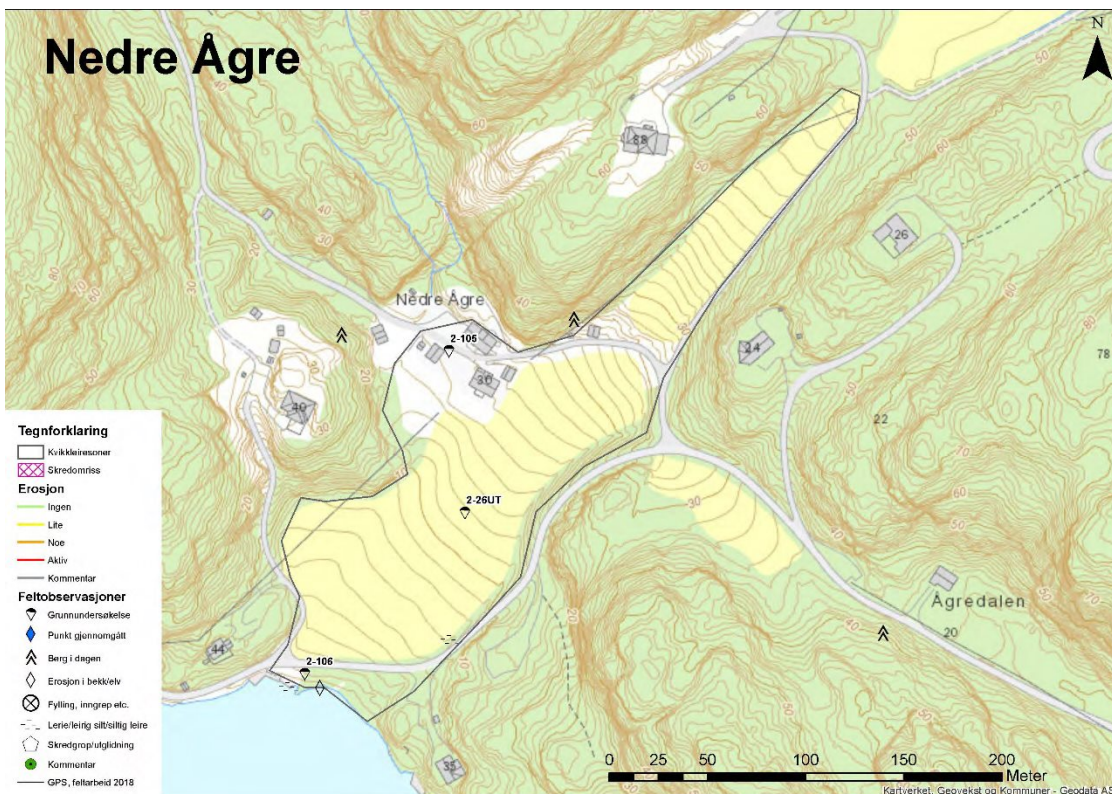 Nedre Ågre
N
Nedre Ågre
2-105
30
88
26
24
78
22
40
2-26UT
2-106
44
35
Ågredalen
20
Tegnforklaring
Kvikkleiresoner
Skredomriss
Erosjon
Ingen
Lite
Noe
Aktiv
Kommentar
Feltobservasjoner
Grunnundersøkelse
Punkt gjennomgått
Berg i dagen
Erosjon i bekk/elv
Fylling, inngrep etc.
Lerie/leirig silt/siltig leire
Skredgrop/utglidning
Kommentar
GPS, feltarbeid 2018
0 25 50 100 150 200
Meter
Kartverket, Geovekst og Kommuner - Geodata AS